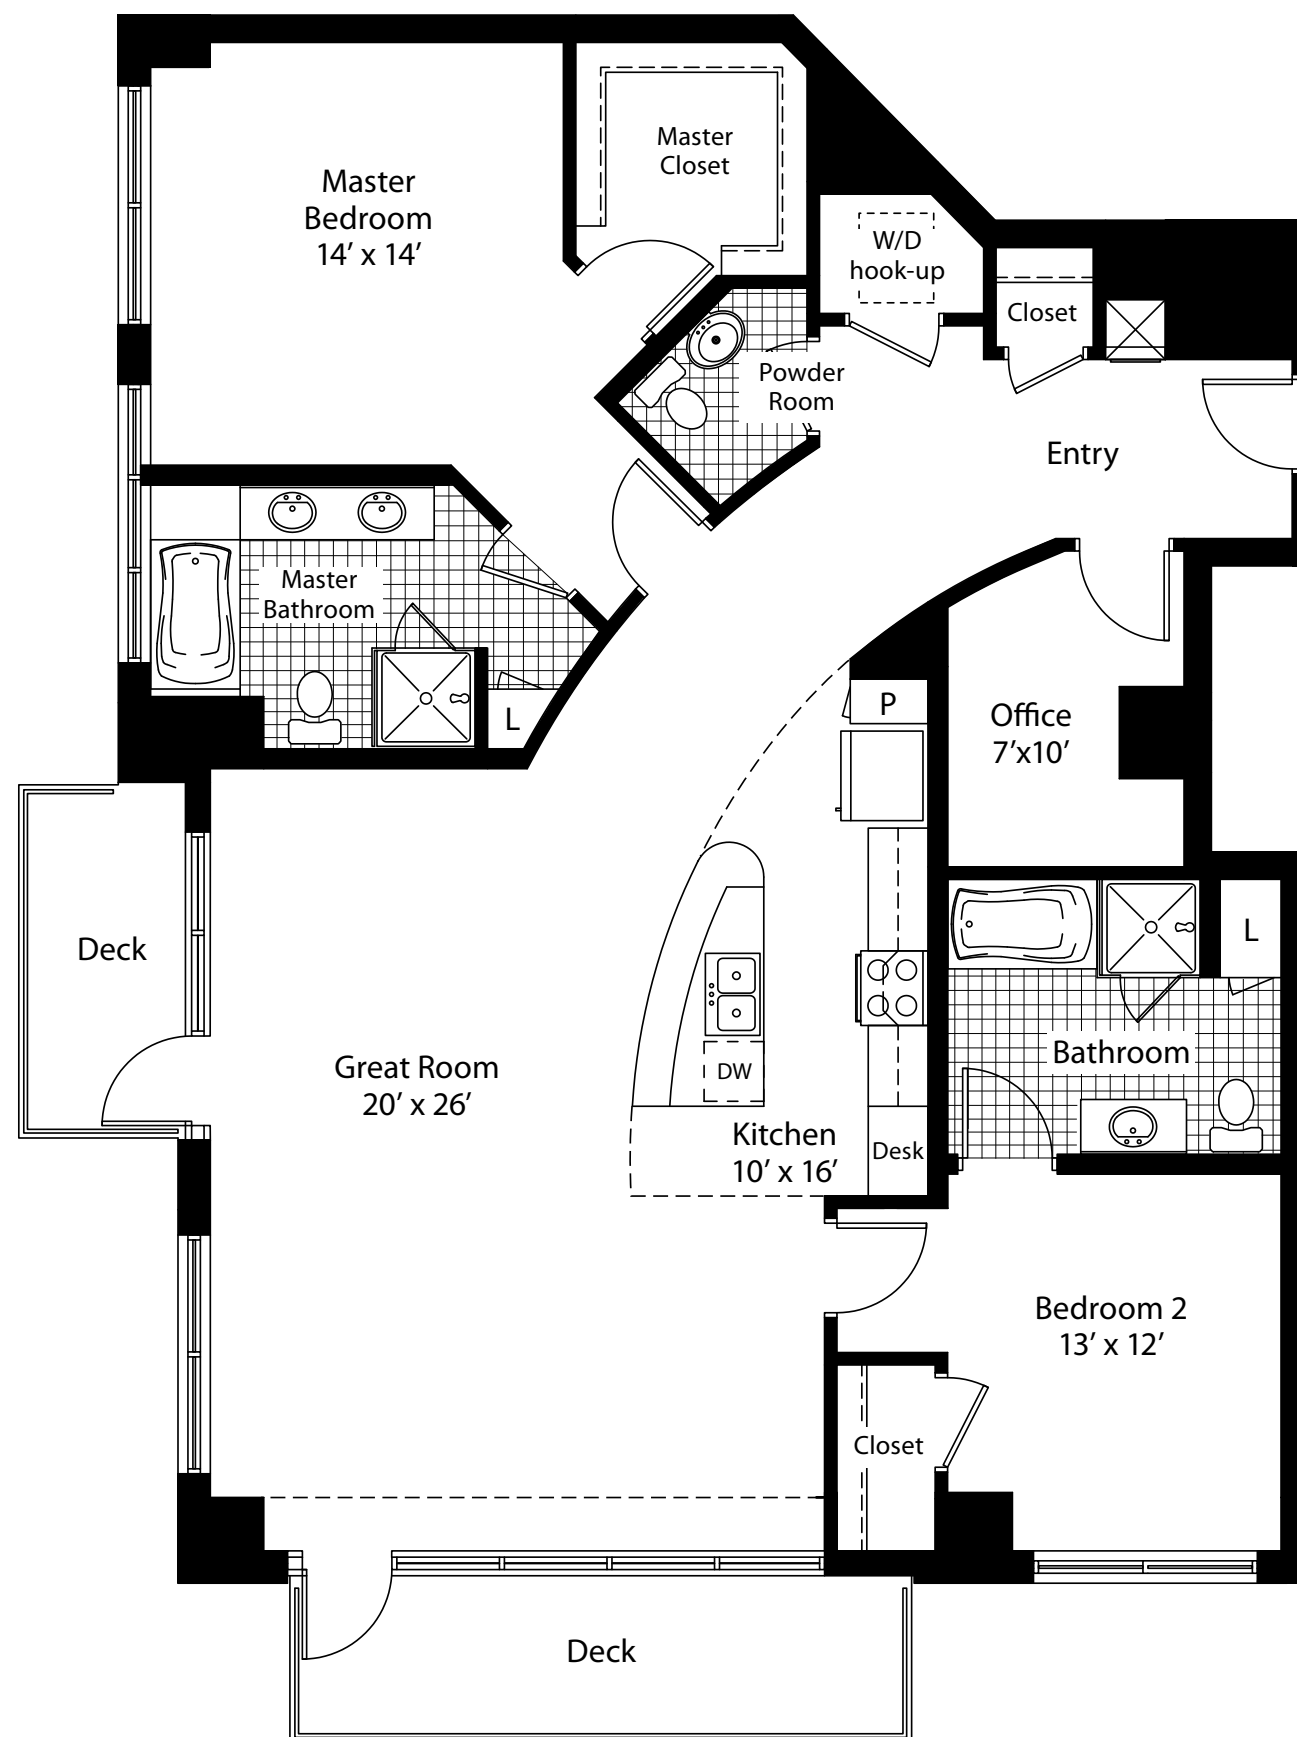 Master
Closet
Master
Bedroom
14’ x 14’
W/D
hook-up
Closet
Powder
Room
Entry
Master
Bathroom
L
P
Office
7’x10’
Deck
L
Great Room
20’ x 26’
DW
Bathroom
Kitchen
10’ x 16’
Desk
Bedroom 2
13’ x 12’
Closet
Deck